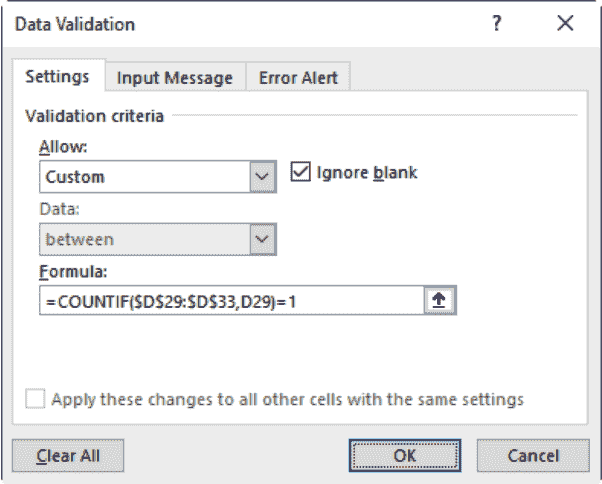 Data Validation ?
Settings Input Message Error Alert
Validation criteria
Allow:
Custom Ignore blank
Data:
between
Formula:
=COUNTIF($D$29:$D$33,D29)=1
Apply these changes to all other cells with the same settings
Clear All OK Cancel